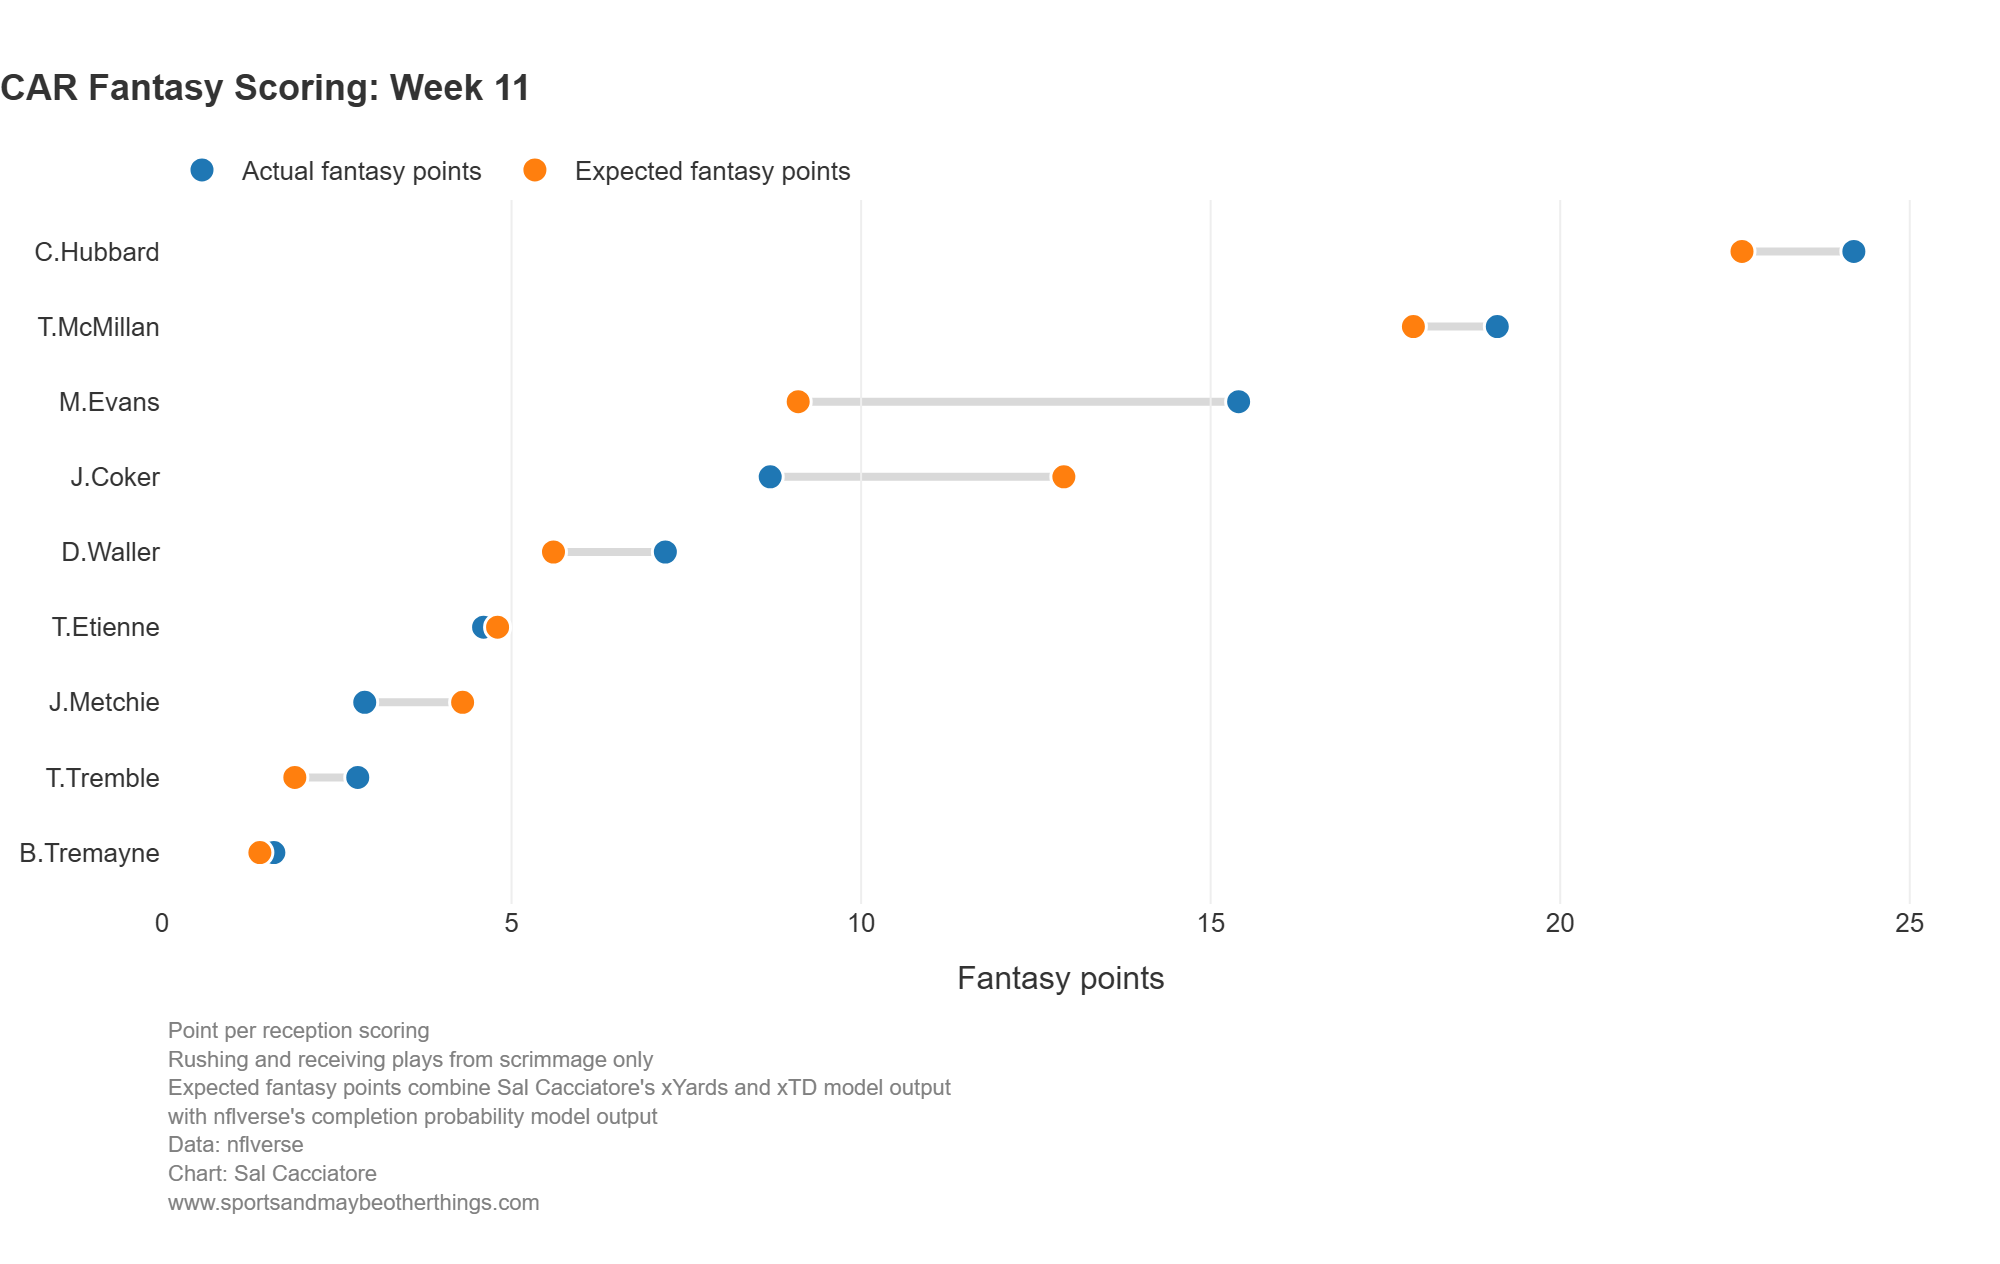 CAR Fantasy Scoring: Week 11
Actual fantasy points
Expected fantasy points
C.Hubbard
T.McMillan
M.Evans
J.Coker
D.Waller
T.Etienne
J.Metchie
T.Tremble
B.Tremayne
0 5 10 15 20 25
Fantasy points
Point per reception scoring
Rushing and receiving plays from scrimmage only
Expected fantasy points combine Sal Cacciatore's xYards and xTD model output
with nflverse's completion probability model output
Data: nflverse
Chart: Sal Cacciatore
www.sportsandmaybeotherthings.com